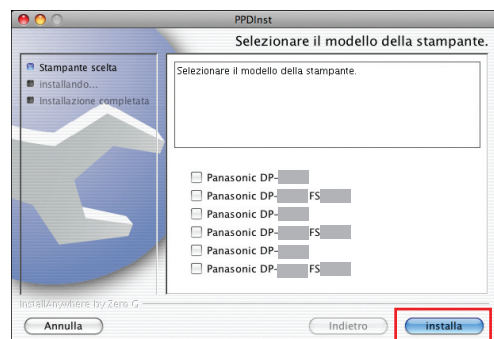 PPDInst
Selezionare il modello della stampante.
Stampante scelta
installando...
Installazione completata
Selezionare il modello della stampante.
Panasonic DP-
Panasonic DP- FS
Panasonic DP-
Panasonic DP- FS
Panasonic DP-
Panasonic DP- FS
InstallAnywhere by Zero G
Annulla
Indietro
installa